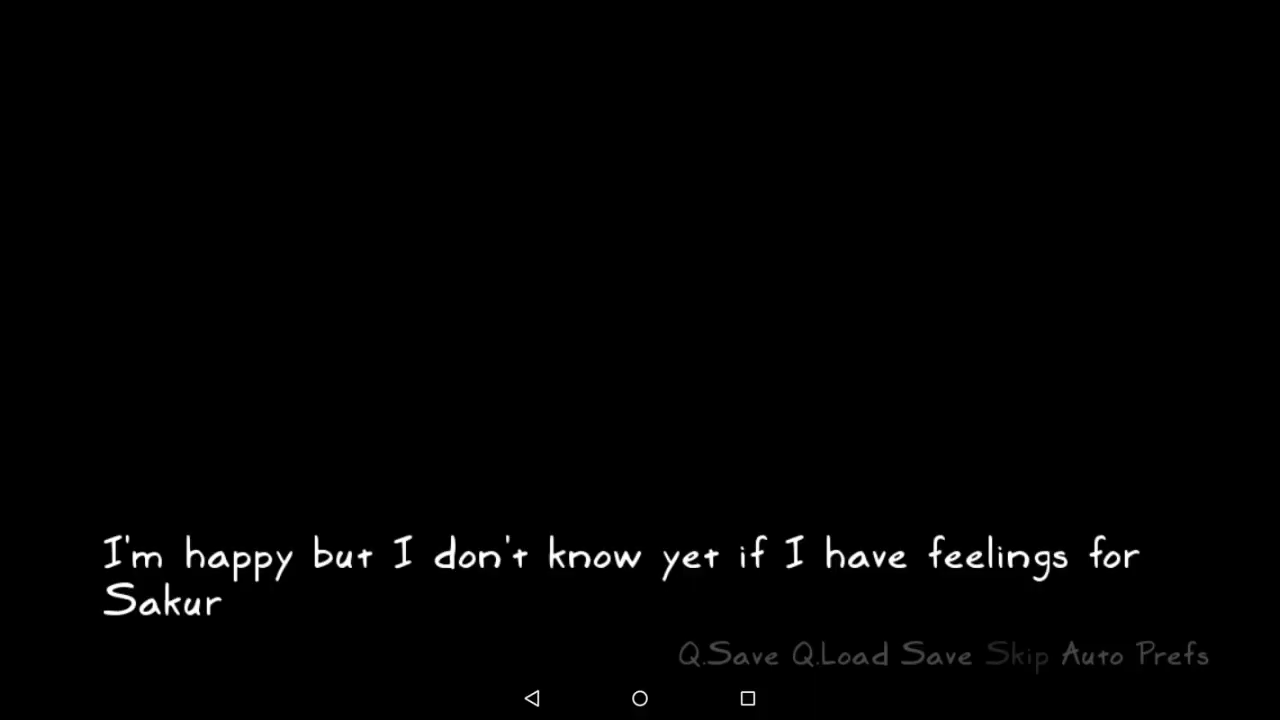 I'm happy but I don't know yet if I have feelings for
Sakur
Q.Save Q.Load Save Skip Auto Prefs